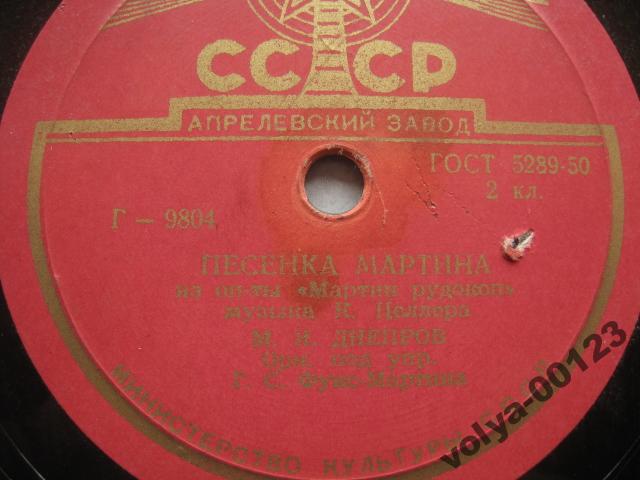 СССР
АПРЕЛЕВСКИЙ ЗАВОД
ГОСТ 5289-50
2 кл.
Г - 9804
ПЕСЕНКА МАРТИНА
из оп-ты «Мартин рудокоп»
музыка К. Целлера
М. И. ДНЕПРОВ
Орк. под упр.
Г. С. Фукс-Мартина
МИНИСТЕРСТВО КУЛЬТУРЫ СССР
volya-00123